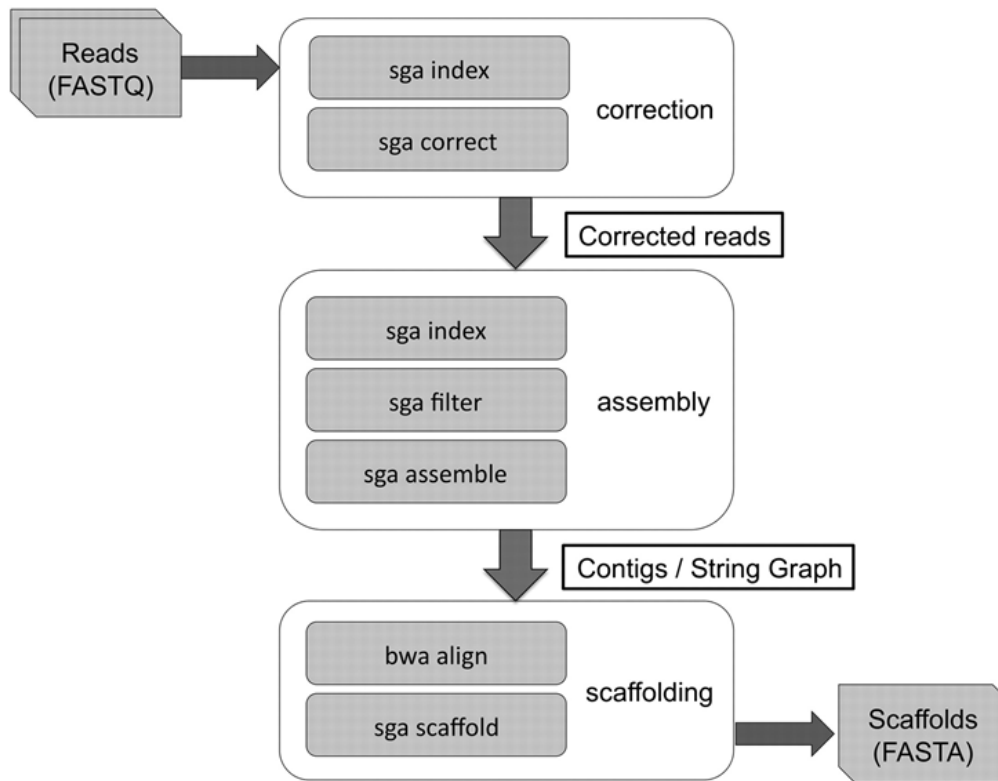 Reads
(FASTQ)
sga index
sga correct
correction
Corrected reads
sga index
sga filter
sga assemble
assembly
Contigs / String Graph
bwa align
sga scaffold
scaffolding
Scaffolds
(FASTA)